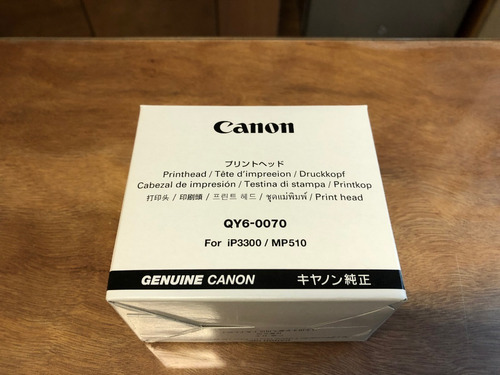 Canon
プリントヘッド
Printhead / Tête d'impreeion / Druckkopf
Cabezal de impresión / Testina di stampa / Printkop
打印头 / 印刷頭 / 프린트 헤드 / ชุดแม่พิมพ์ / Print head
QY6-0070
For iP3300 / MP510
GENUINE CANON キヤノン純正